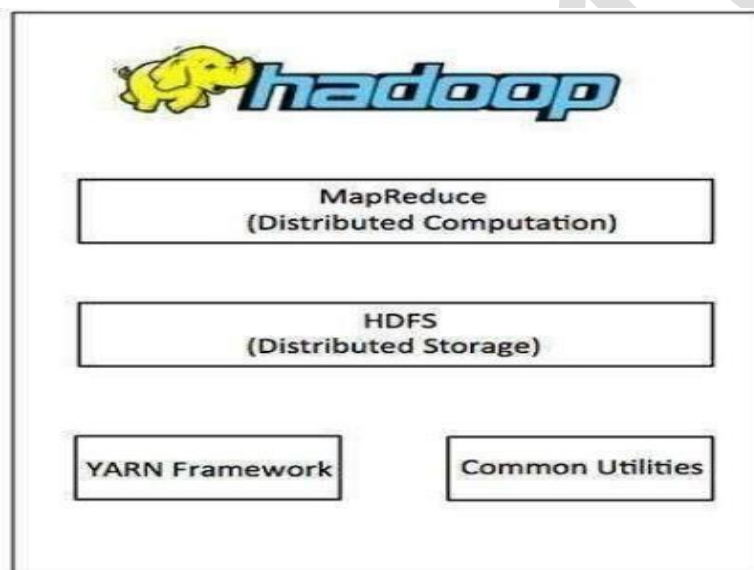 hadoop
MapReduce
(Distributed Computation)
HDFS
(Distributed Storage)
YARN Framework
Common Utilities